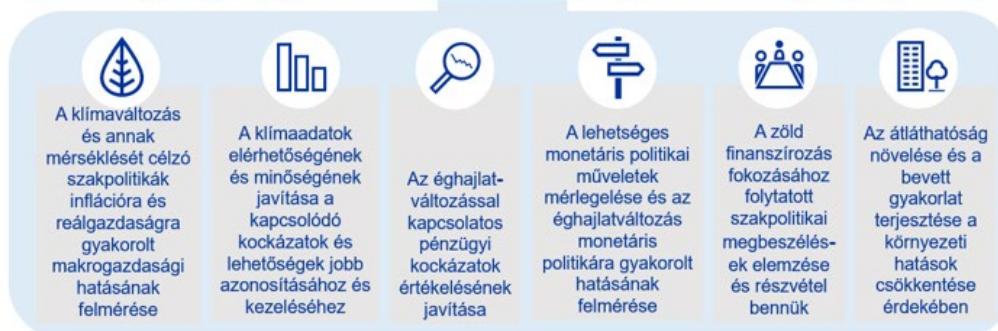 A klímaváltozás
és annak
mérséklését célzó
szakpolitikák
inflációra és
reálgazdaságra
gyakorolt
makrogazdasági
hatásának
felmérése
A klímaadatok
elérhetőségének
és minőségének
javítása a
kapcsolódó
kockázatok és
lehetőségek jobb
azonosításához és
kezeléséhez
Az éghajlat-
változással
kapcsolatos
pénzügyi
kockázatok
értékelésének
javítása
A lehetséges
monetáris politikai
műveletek
mérlegelése és az
éghajlatváltozás
monetáris
politikára gyakorolt
hatásának
felmérése
A zöld
finanszírozás
fokozásához
folytatott
szakpolitikai
megbeszélés-
ek elemzése
és részvétel
bennük
Az átláthatóság
növelése és a
bevett
gyakorlat
terjesztése a
környezeti
hatások
csökkentése
érdekében